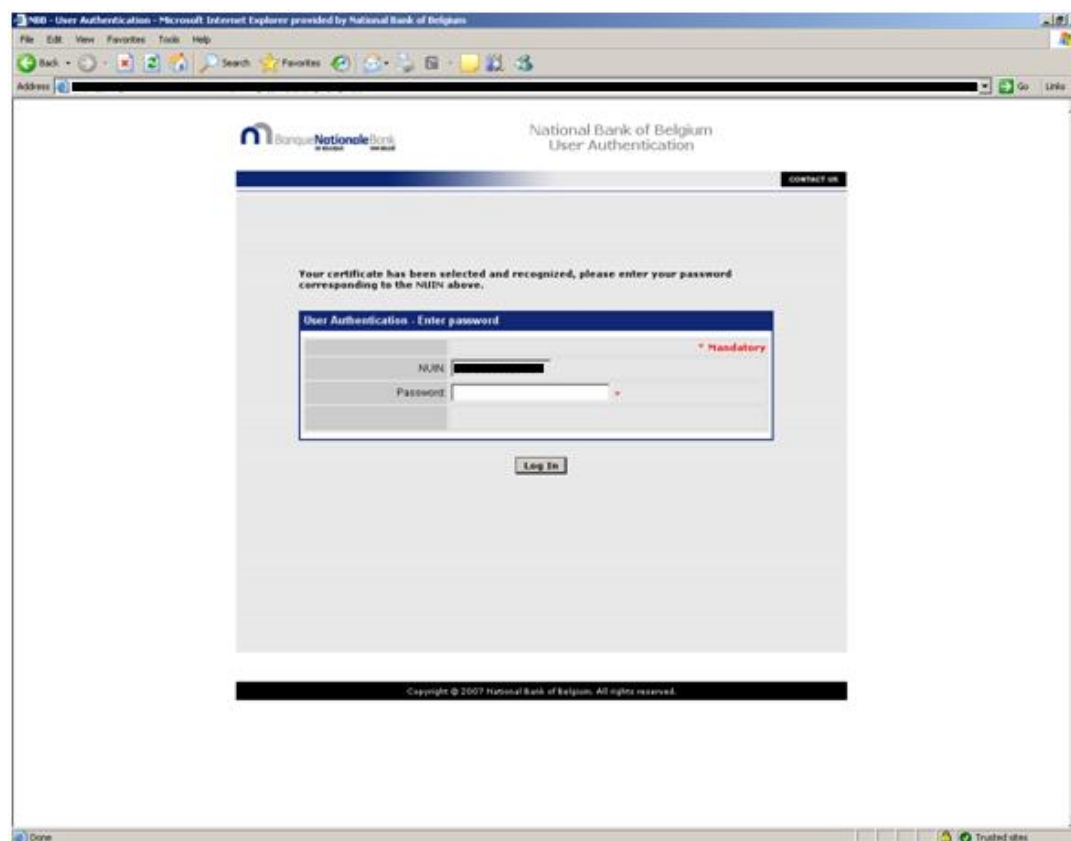 NBB - User Authentication - Microsoft Internet Explorer provided by National Bank of Belgium
File Edit View Favorites Tools Help
Back Search Favorites
Address Go Links
BanqueNationaleBank
National Bank of Belgium
User Authentication
CONTACT US
Your certificate has been selected and recognized, please enter your password
corresponding to the NUIN above.
User Authentication - Enter password
* Mandatory
NUIN:
Password: *
Log In
Copyright @ 2007 National Bank of Belgium. All rights reserved.
Done Trusted sites